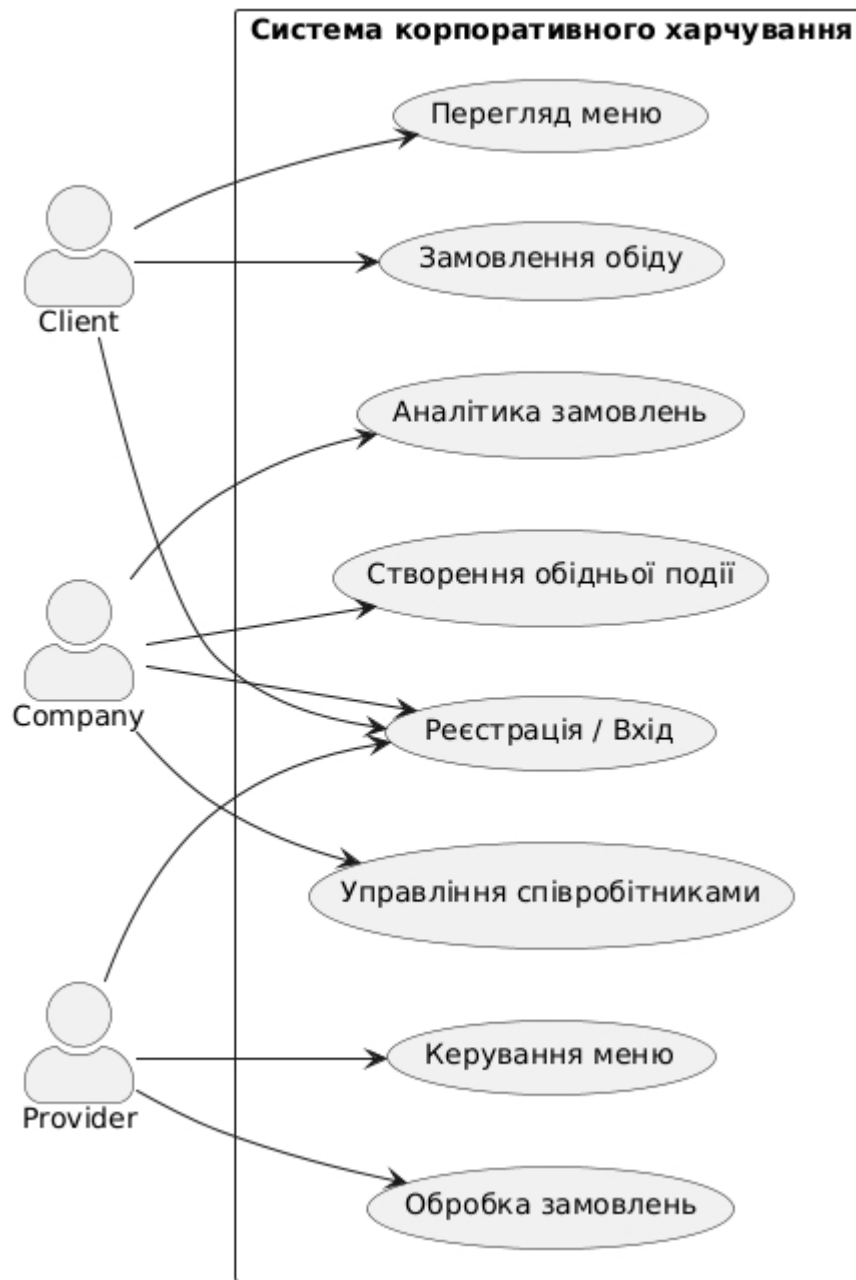 Система корпоративного харчування
Перегляд меню
Замовлення обіду
Client
Аналітика замовлень
Створення обідньої події
Company
Реєстрація / Вхід
Управління співробітниками
Керування меню
Provider
Обробка замовлень